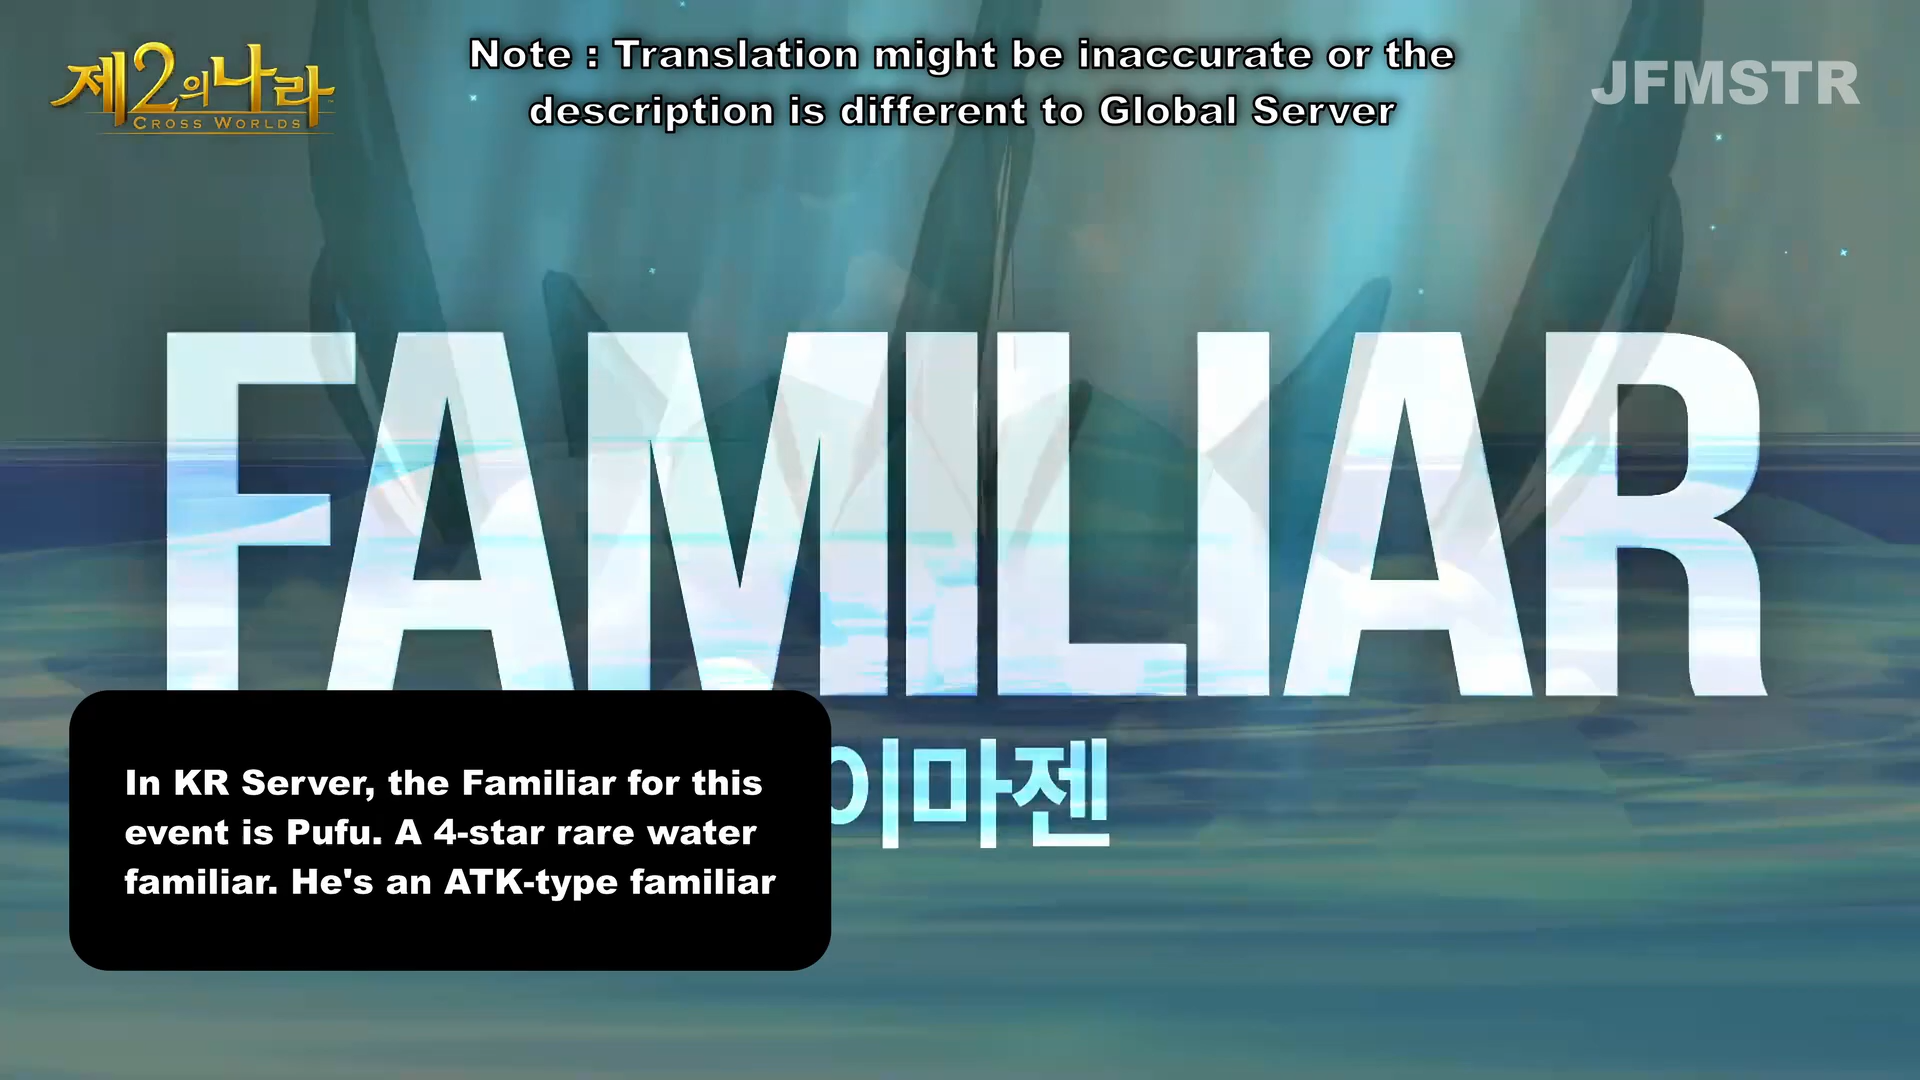 제2의나라
CROSS WORLDS
Note : Translation might be inaccurate or the
description is different to Global Server
JFMSTR
FAMILIAR
이마젠
In KR Server, the Familiar for this
event is Pufu. A 4-star rare water
familiar. He's an ATK-type familiar